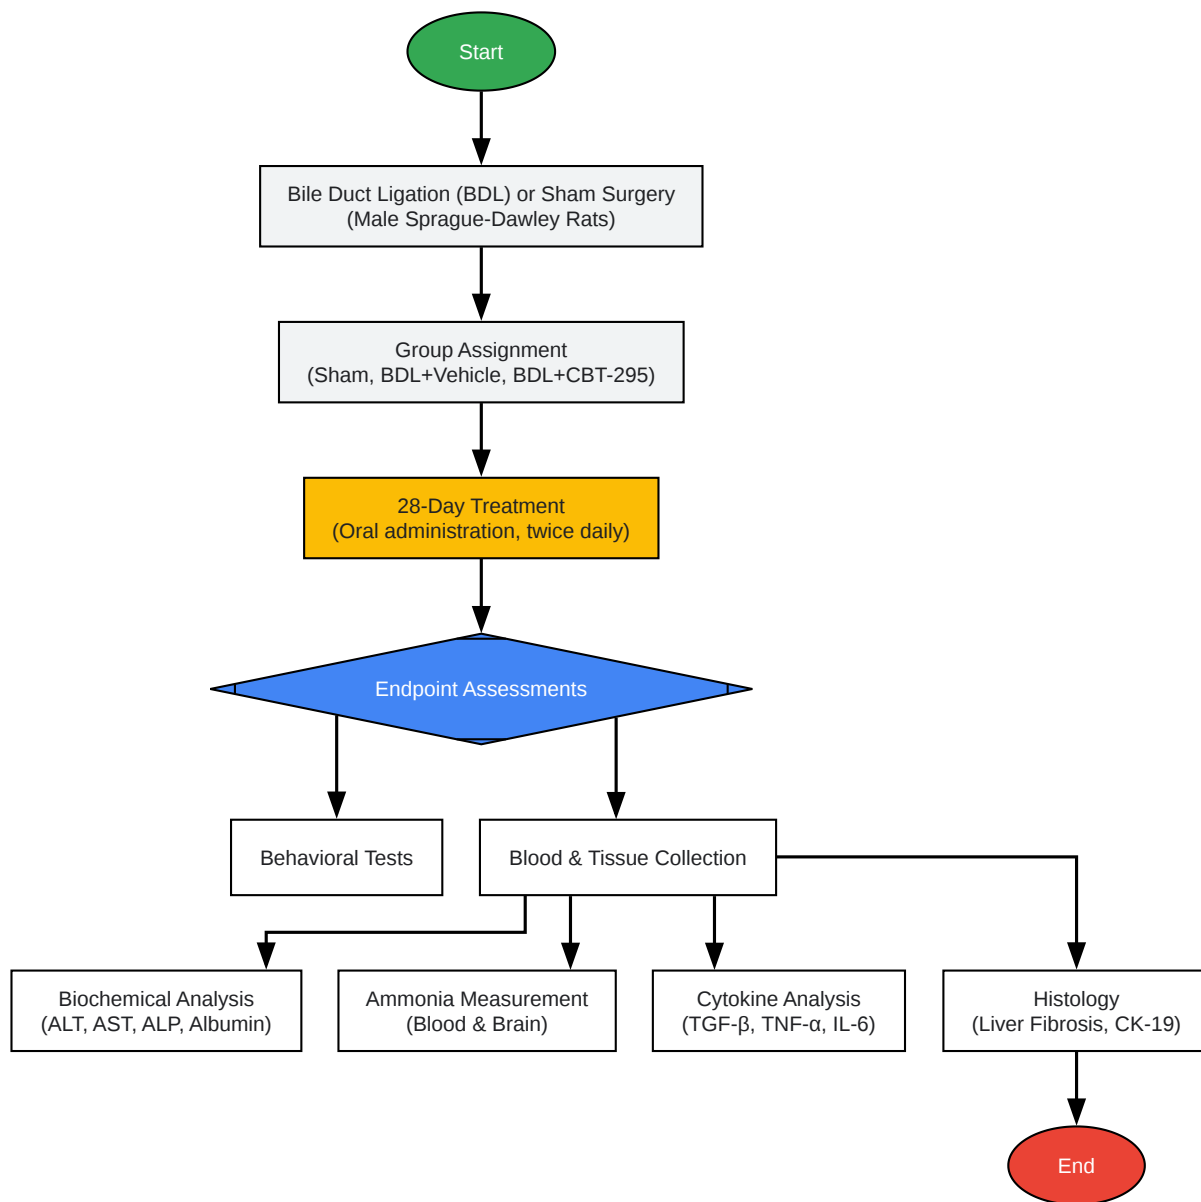 Start
Bile Duct Ligation (BDL) or Sham Surgery
(Male Sprague-Dawley Rats)
Group Assignment
(Sham, BDL+Vehicle, BDL+CBT-295)
28-Day Treatment
(Oral administration, twice daily)
Endpoint Assessments
Behavioral Tests
Blood & Tissue Collection
Biochemical Analysis
(ALT, AST, ALP, Albumin)
Ammonia Measurement
(Blood & Brain)
Cytokine Analysis
(TGF-β, TNF-α, IL-6)
Histology
(Liver Fibrosis, CK-19)
End